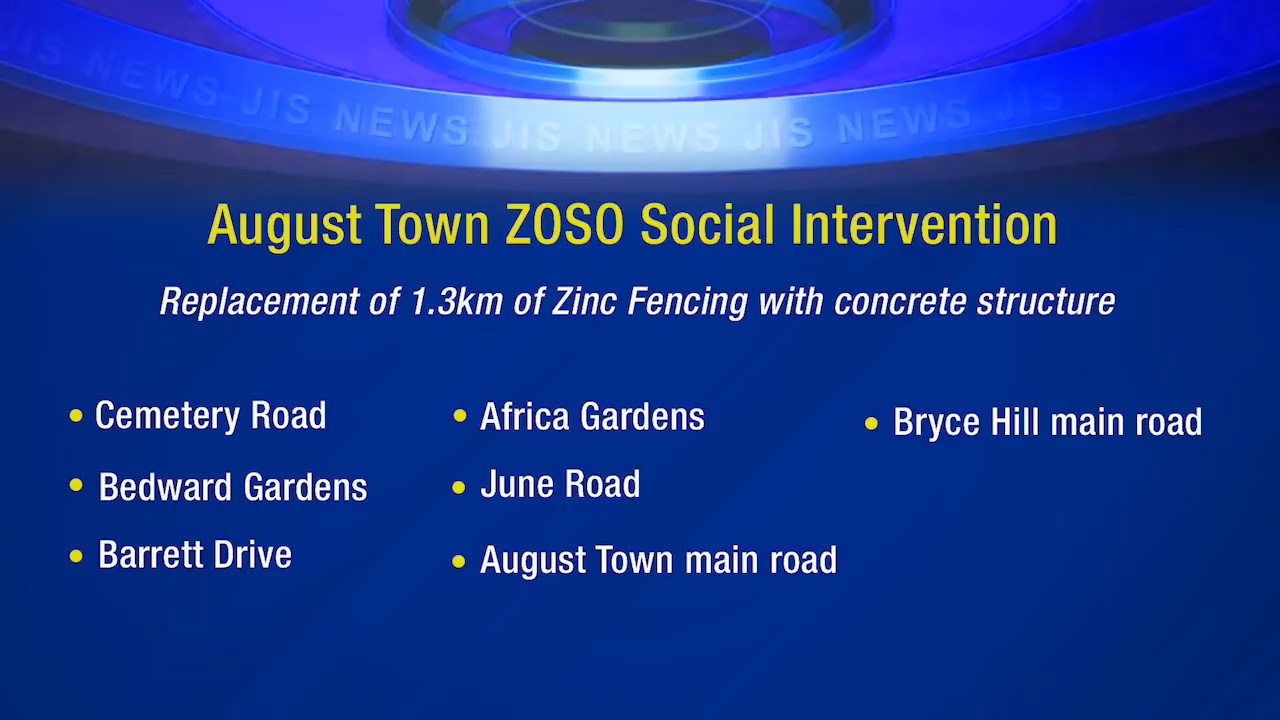 JIS NEWS JIS NEWS JIS NEWS JIS NEWS JIS N
August Town ZOSO Social Intervention
Replacement of 1.3km of Zinc Fencing with concrete structure
• Cemetery Road
• Bedward Gardens
• Barrett Drive
• Africa Gardens
• June Road
• August Town main road
• Bryce Hill main road